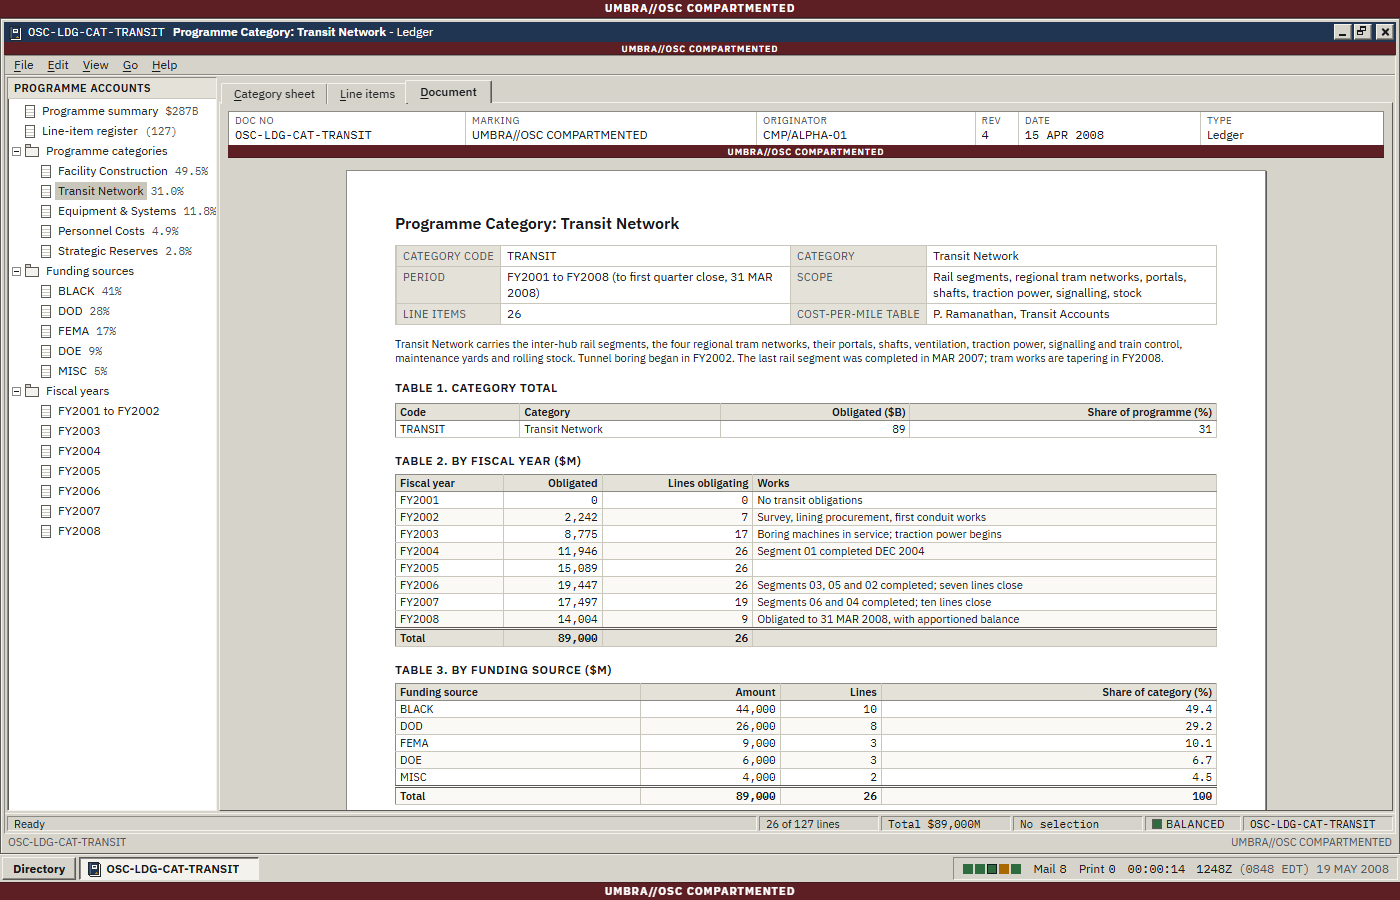 UMBRA//OSC COMPARTMENTED
OSC-LDG-CAT-TRANSIT Programme Category: Transit Network - Ledger
UMBRA//OSC COMPARTMENTED
File Edit View Go Help
PROGRAMME ACCOUNTS
Programme summary $287B
Line-item register (127)
Programme categories
Facility Construction 49.5%
Transit Network 31.0%
Equipment & Systems 11.8%
Personnel Costs 4.9%
Strategic Reserves 2.8%
Funding sources
BLACK 41%
DOD 28%
FEMA 17%
DOE 9%
MISC 5%
Fiscal years
FY2001 to FY2002
FY2003
FY2004
FY2005
FY2006
FY2007
FY2008
Category sheet Line items Document
DOC NO MARKING ORIGINATOR REV DATE TYPE
OSC-LDG-CAT-TRANSIT UMBRA//OSC COMPARTMENTED CMP/ALPHA-01 4 15 APR 2008 Ledger
UMBRA//OSC COMPARTMENTED
Programme Category: Transit Network
CATEGORY CODE TRANSIT CATEGORY Transit Network
PERIOD FY2001 to FY2008 (to first quarter close, 31 MAR 2008) SCOPE Rail segments, regional tram networks, portals, shafts, traction power, signalling, stock
LINE ITEMS 26 COST-PER-MILE TABLE P. Ramanathan, Transit Accounts
Transit Network carries the inter-hub rail segments, the four regional tram networks, their portals, shafts, ventilation, traction power, signalling and train control,
maintenance yards and rolling stock. Tunnel boring began in FY2002. The last rail segment was completed in MAR 2007; tram works are tapering in FY2008.
TABLE 1. CATEGORY TOTAL
Code Category Obligated ($B) Share of programme (%)
TRANSIT Transit Network 89 31
TABLE 2. BY FISCAL YEAR ($M)
Fiscal year Obligated Lines obligating Works
FY2001 0 0 No transit obligations
FY2002 2,242 7 Survey, lining procurement, first conduit works
FY2003 8,775 17 Boring machines in service; traction power begins
FY2004 11,946 26 Segment 01 completed DEC 2004
FY2005 15,089 26
FY2006 19,447 26 Segments 03, 05 and 02 completed; seven lines close
FY2007 17,497 19 Segments 06 and 04 completed; ten lines close
FY2008 14,004 9 Obligated to 31 MAR 2008, with apportioned balance
Total 89,000 26
TABLE 3. BY FUNDING SOURCE ($M)
Funding source Amount Lines Share of category (%)
BLACK 44,000 10 49.4
DOD 26,000 8 29.2
FEMA 9,000 3 10.1
DOE 6,000 3 6.7
MISC 4,000 2 4.5
Total 89,000 26 100
Ready 26 of 127 lines Total $89,000M No selection BALANCED OSC-LDG-CAT-TRANSIT
OSC-LDG-CAT-TRANSIT UMBRA//OSC COMPARTMENTED
Directory OSC-LDG-CAT-TRANSIT Mail 8 Print 0 00:00:14 1248Z (0848 EDT) 19 MAY 2008
UMBRA//OSC COMPARTMENTED